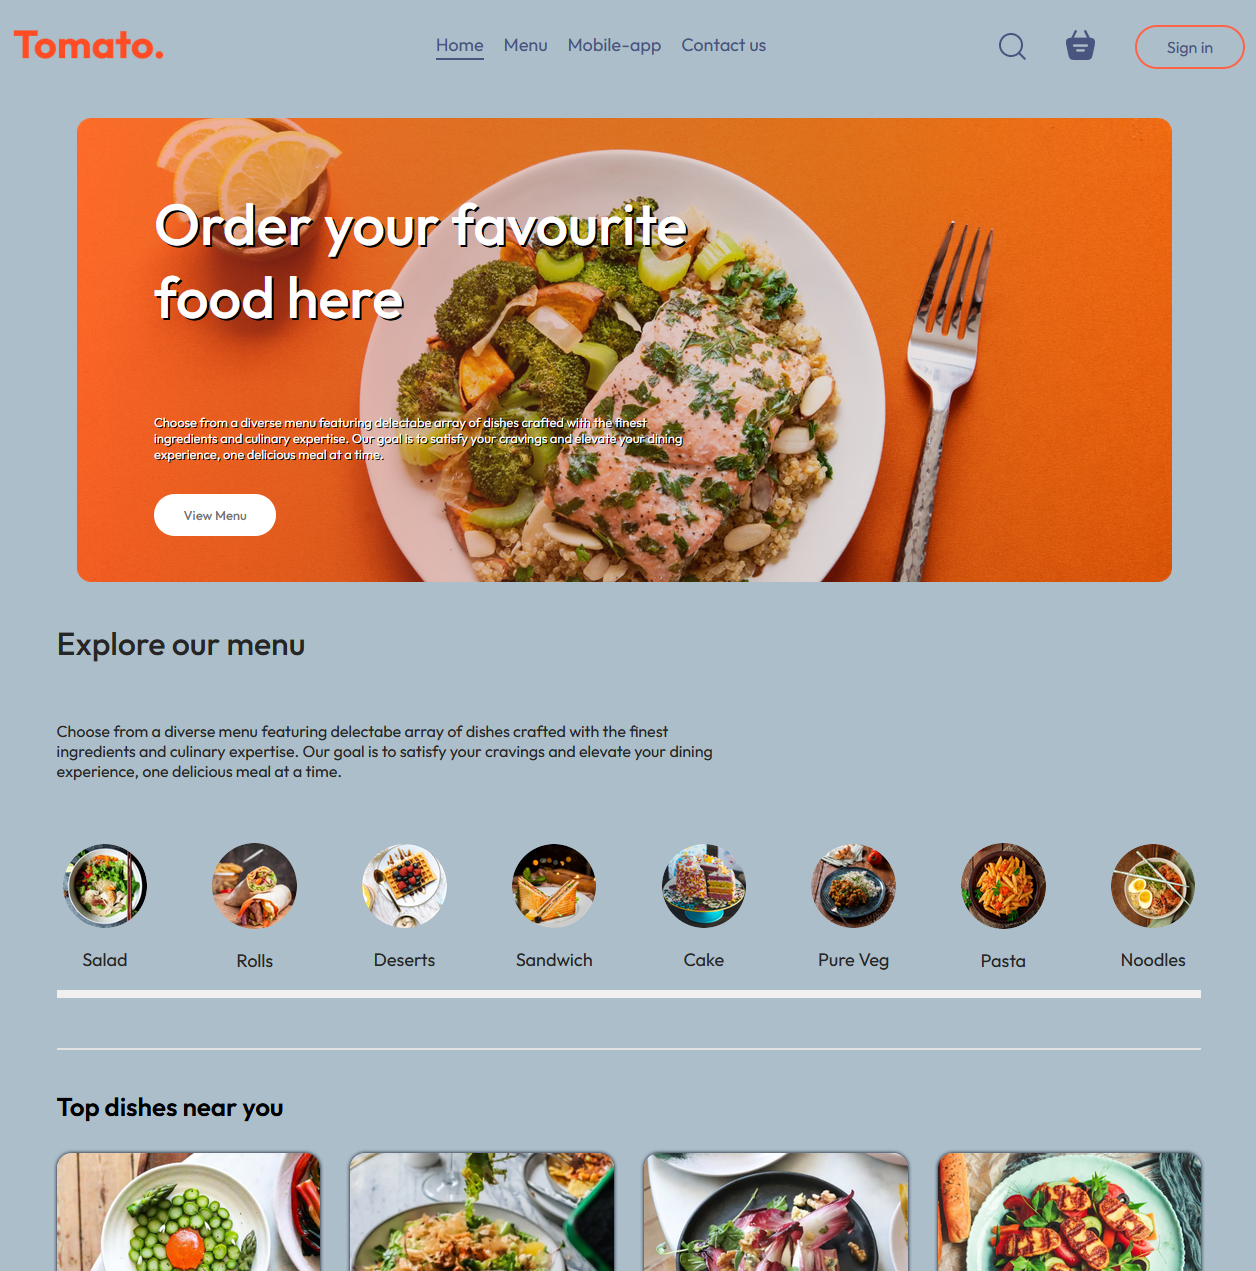 Tomato.
Home Menu Mobile-app Contact us
Sign in
Order your favourite
food here
Choose from a diverse menu featuring delectabe array of dishes crafted with the finest
ingredients and culinary expertise. Our goal is to satisfy your cravings and elevate your dining
experience, one delicious meal at a time.
View Menu
Explore our menu
Choose from a diverse menu featuring delectabe array of dishes crafted with the finest
ingredients and culinary expertise. Our goal is to satisfy your cravings and elevate your dining
experience, one delicious meal at a time.
Salad Rolls Deserts Sandwich Cake Pure Veg Pasta Noodles
Top dishes near you